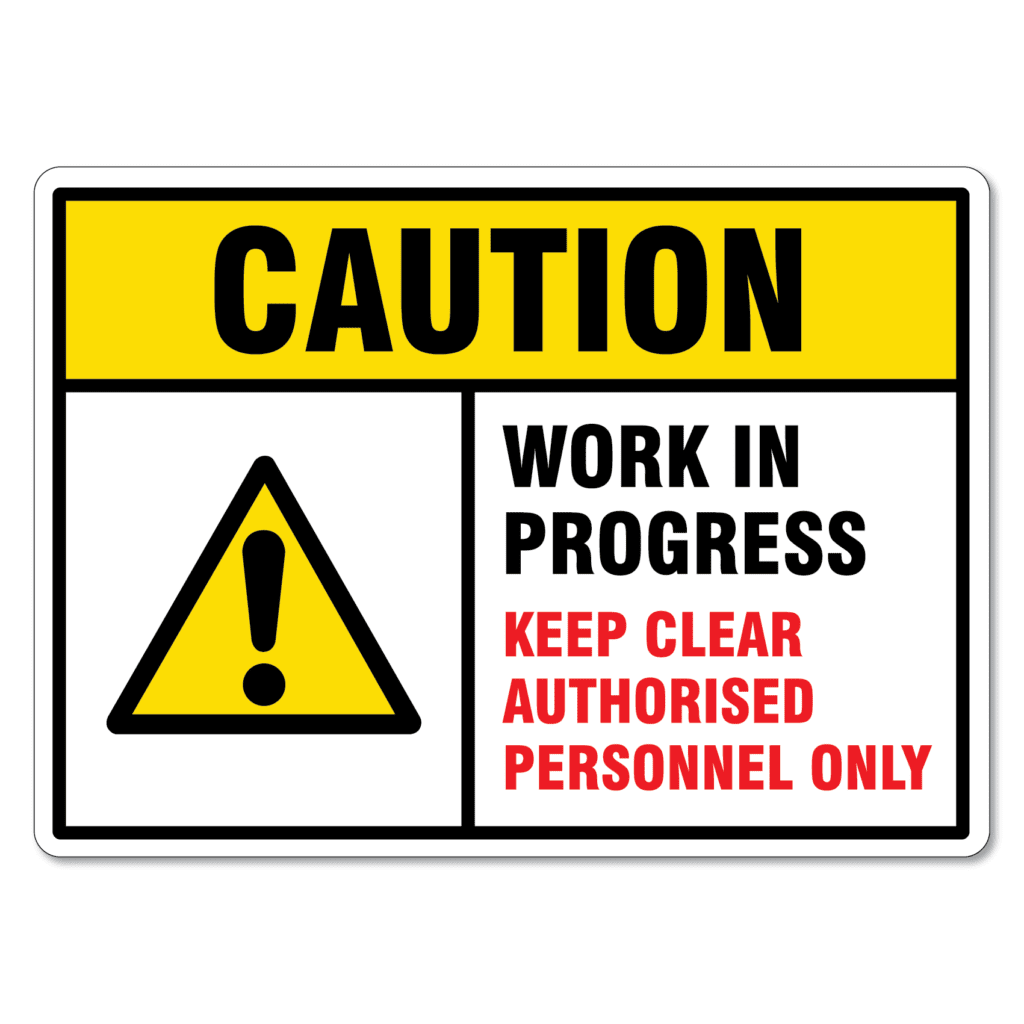 CAUTION
WORK IN
PROGRESS
KEEP CLEAR
AUTHORISED
PERSONNEL ONLY